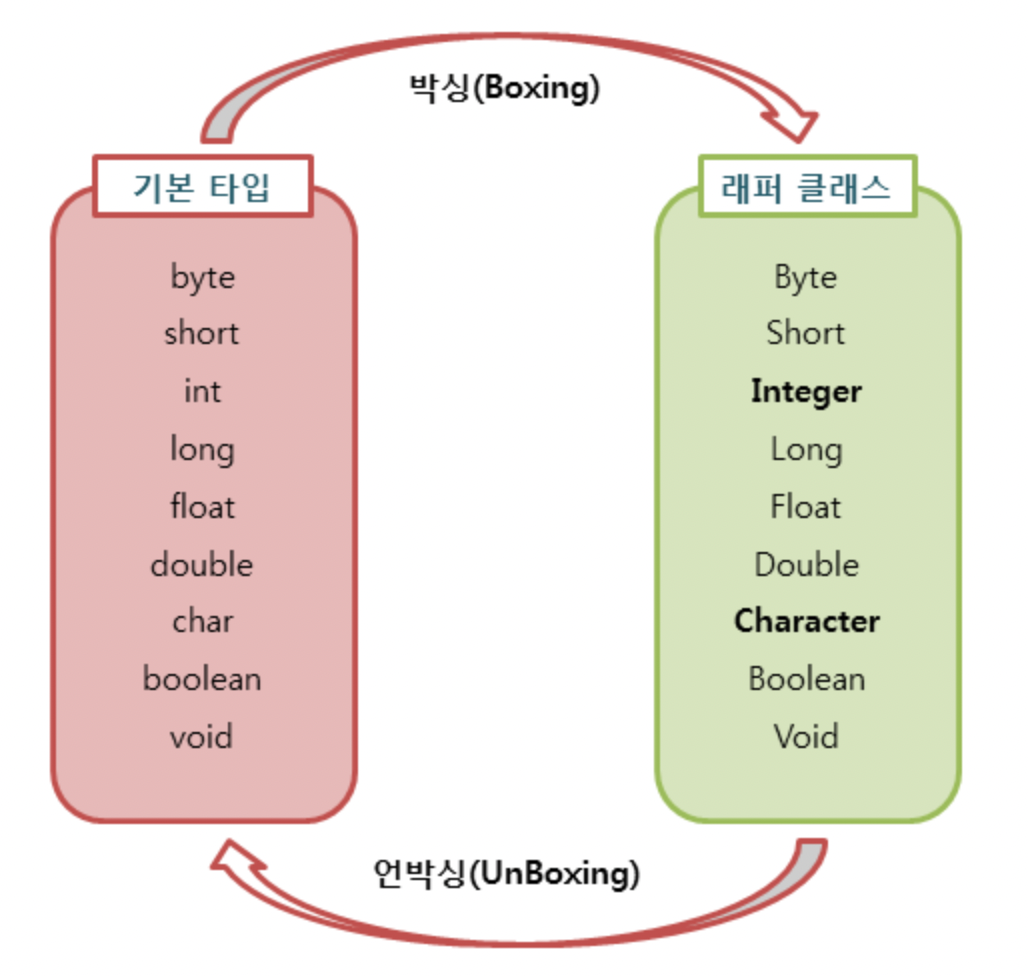 박싱(Boxing)
기본 타입
byte
short
int
long
float
double
char
boolean
void
래퍼 클래스
Byte
Short
Integer
Long
Float
Double
Character
Boolean
Void
언박싱(UnBoxing)